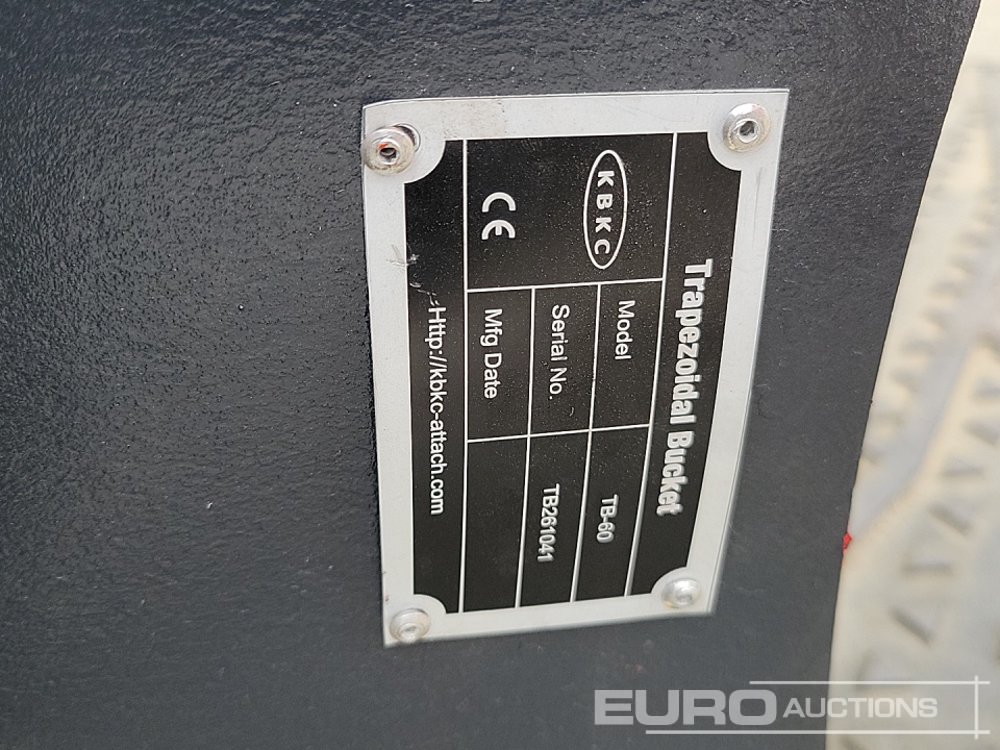 Trapezoidal Bucket
KBKC
CE
Model TB-60
Serial No. TB261041
Mfg Date
Http://kbkc-attach.com
EURO AUCTIONS